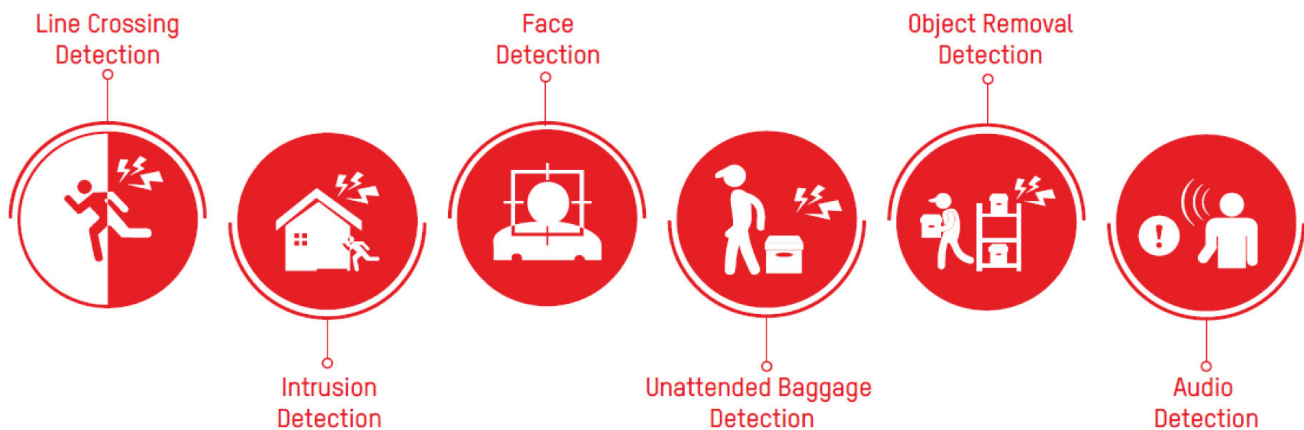 Line Crossing
Detection
Face
Detection
Object Removal
Detection
Intrusion
Detection
Unattended Baggage
Detection
Audio
Detection